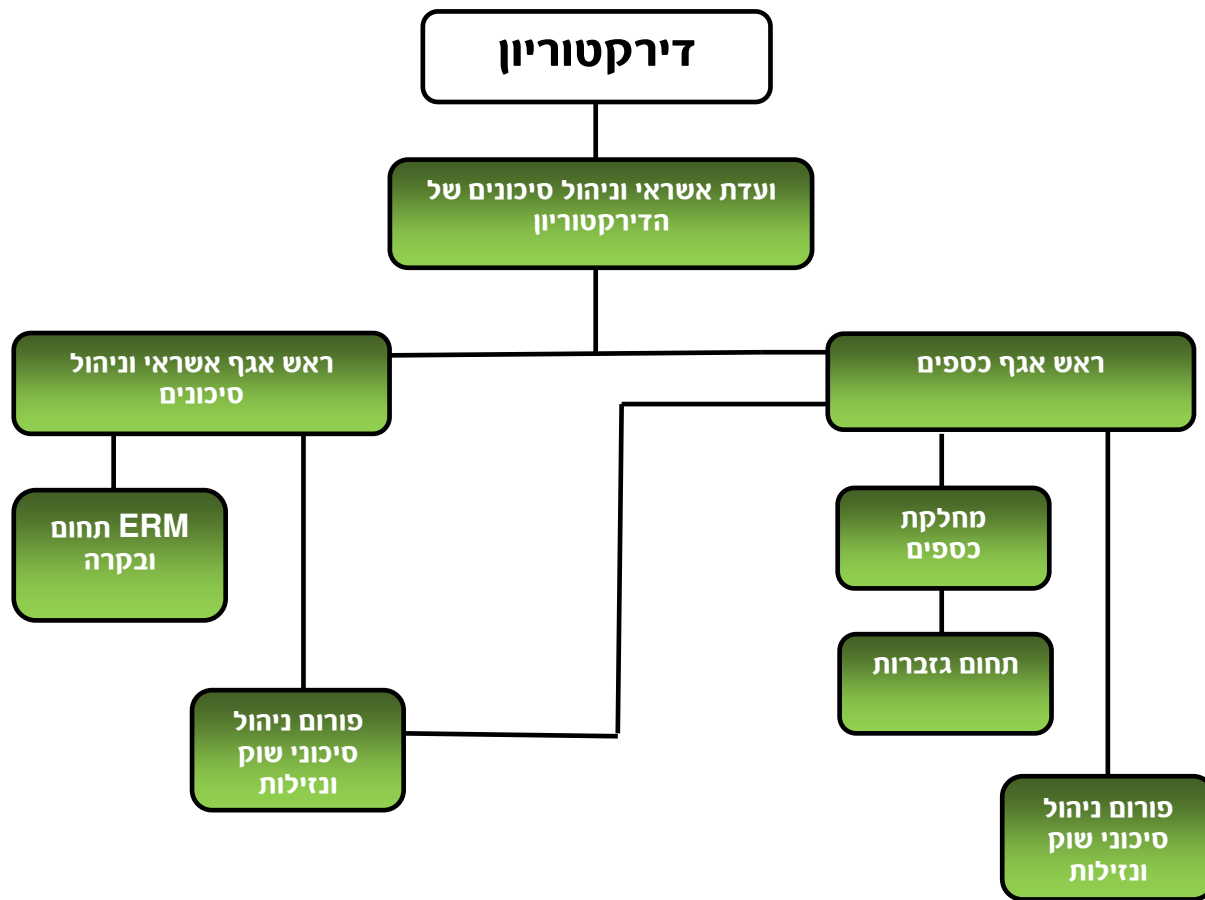 דירקטוריון
ועדת אשראי וניהול סיכונים של
הדירקטוריון
ראש אגף כספים
ראש אגף אשראי וניהול
סיכונים
מחלקת
כספים
תחום ERM
ובקרה
תחום גזברות
פורום ניהול
סיכוני שוק
ונזילות
פורום ניהול
סיכוני שוק
ונזילות